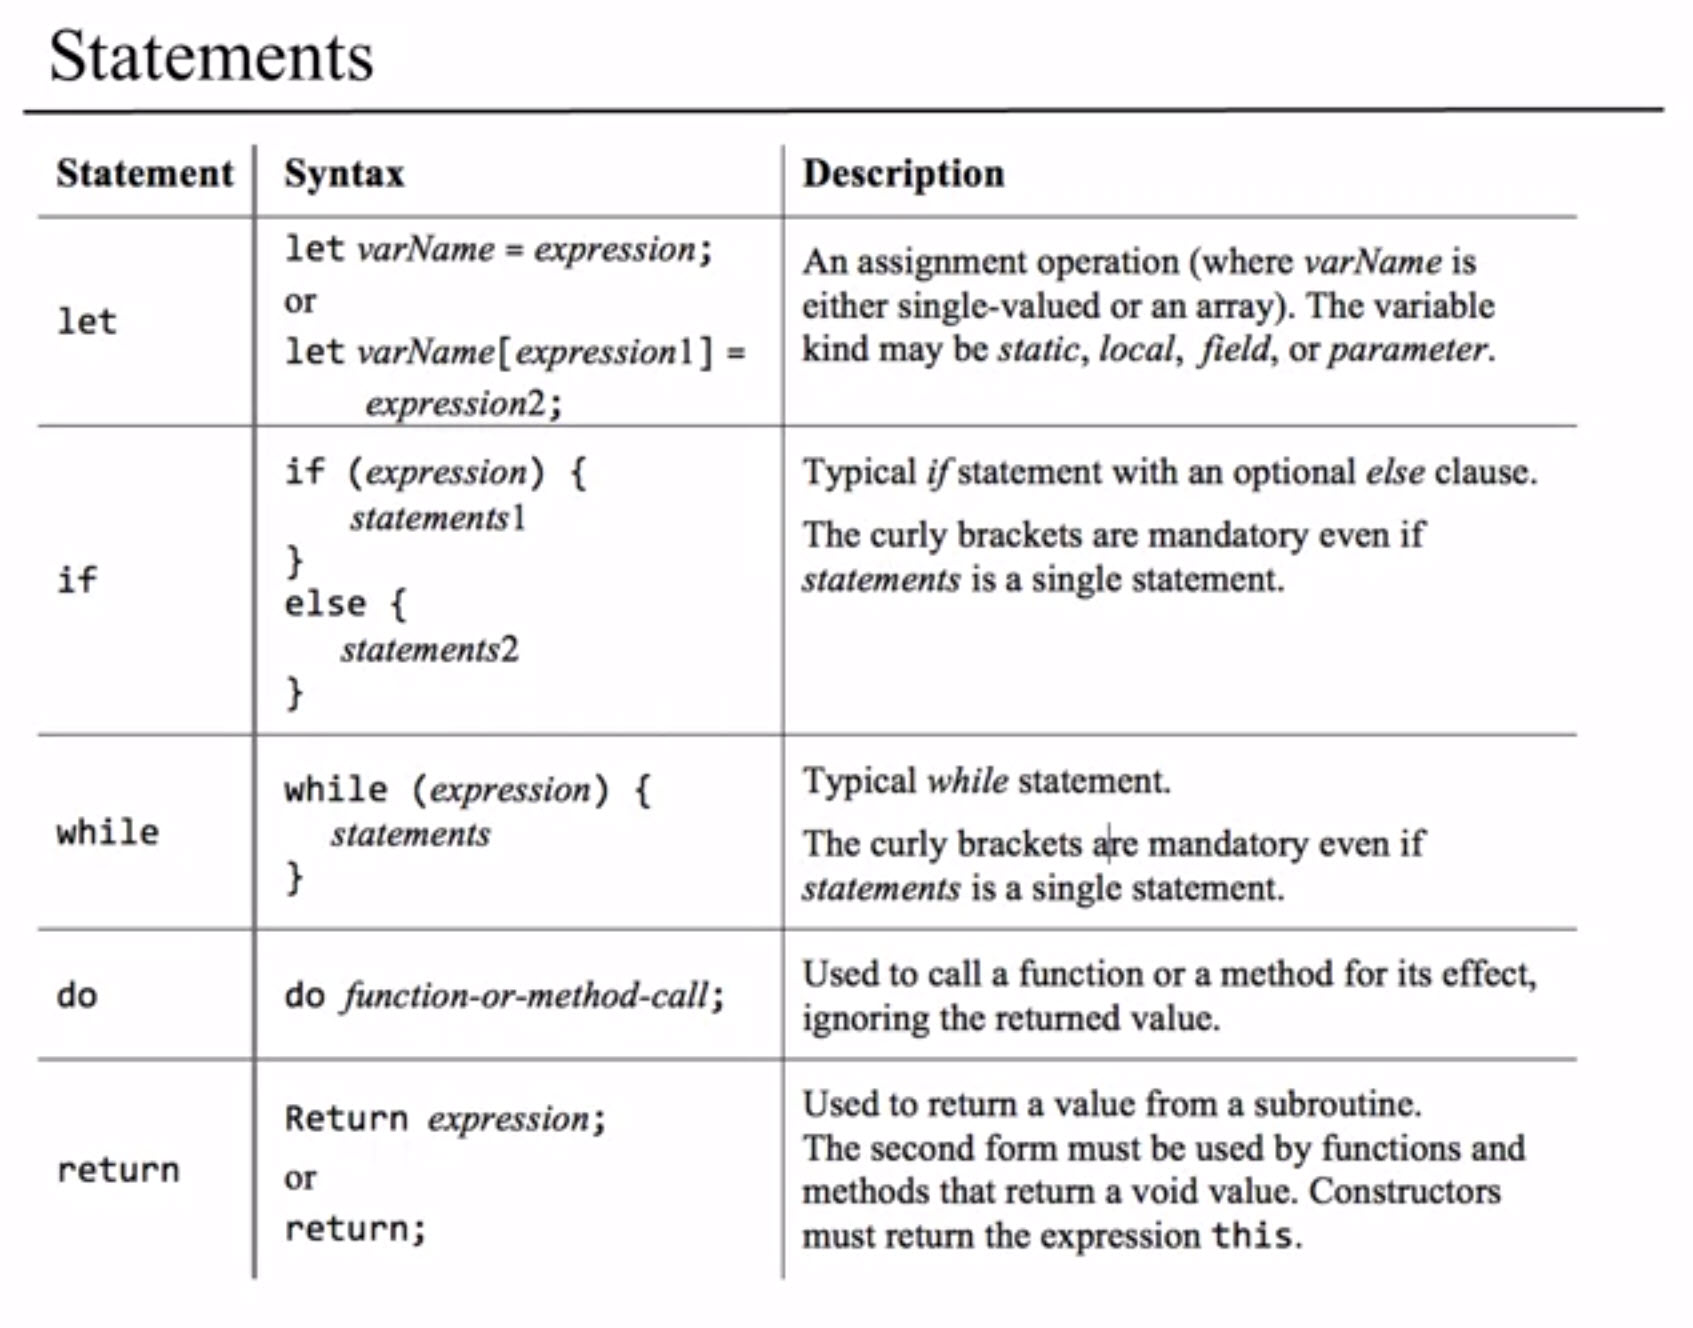 Statements
Statement Syntax Description
let
let varName = expression;
or
let varName[expression1] =
expression2;
An assignment operation (where varName is
either single-valued or an array). The variable
kind may be static, local, field, or parameter.
if
if (expression) {
statements1
}
else {
statements2
}
Typical if statement with an optional else clause.
The curly brackets are mandatory even if
statements is a single statement.
while
while (expression) {
statements
}
Typical while statement.
The curly brackets are mandatory even if
statements is a single statement.
do
do function-or-method-call;
Used to call a function or a method for its effect,
ignoring the returned value.
return
Return expression;
or
return;
Used to return a value from a subroutine.
The second form must be used by functions and
methods that return a void value. Constructors
must return the expression this.